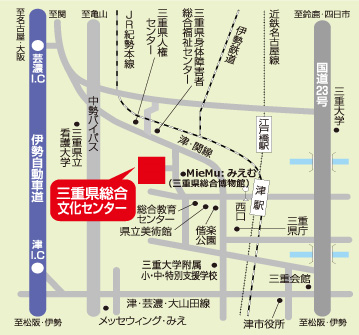 至関
至亀山
至鈴鹿・四日市
至名古屋・大阪
芸濃I.C
伊勢自動車道
津I.C
至松阪・伊勢
中勢バイパス
三重県立
看護大学
JR紀勢本線
三重県人権
センター
三重県身体障害者
総合福祉センター
伊勢鉄道
近鉄名古屋線
国道23号
三重大学
江戸橋駅
津・関線
MieMu:みえむ
(三重県総合博物館)
三重県総合
文化センター
津駅
西口
総合教育
センター
県立美術館
偕楽
公園
三重
県庁
三重大学附属
小・中・特別支援学校
三重会館
津・芸濃・大山田線
至松阪・伊勢
メッセウィング・みえ
津市役所
至松阪・伊勢